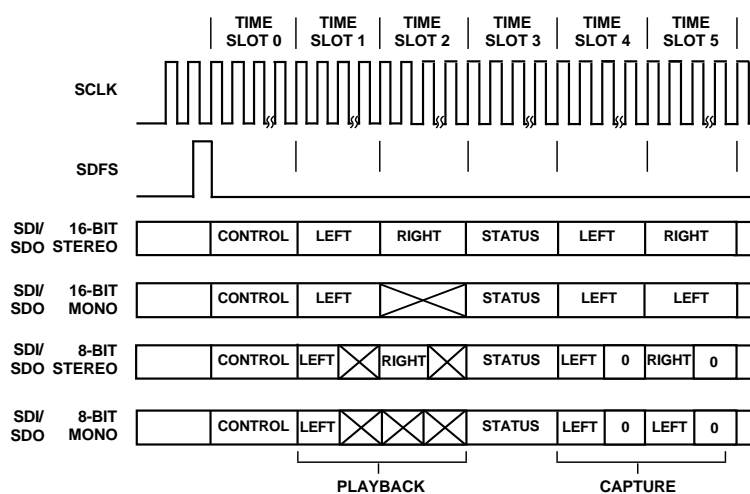 TIME SLOT 0 TIME SLOT 1 TIME SLOT 2 TIME SLOT 3 TIME SLOT 4 TIME SLOT 5
SCLK
SDFS
SDI/ SDO 16-BIT STEREO CONTROL LEFT RIGHT STATUS LEFT RIGHT
SDI/ SDO 16-BIT MONO CONTROL LEFT STATUS LEFT LEFT
SDI/ SDO 8-BIT STEREO CONTROL LEFT RIGHT STATUS LEFT 0 RIGHT 0
SDI/ SDO 8-BIT MONO CONTROL LEFT STATUS LEFT 0 LEFT 0
PLAYBACK CAPTURE